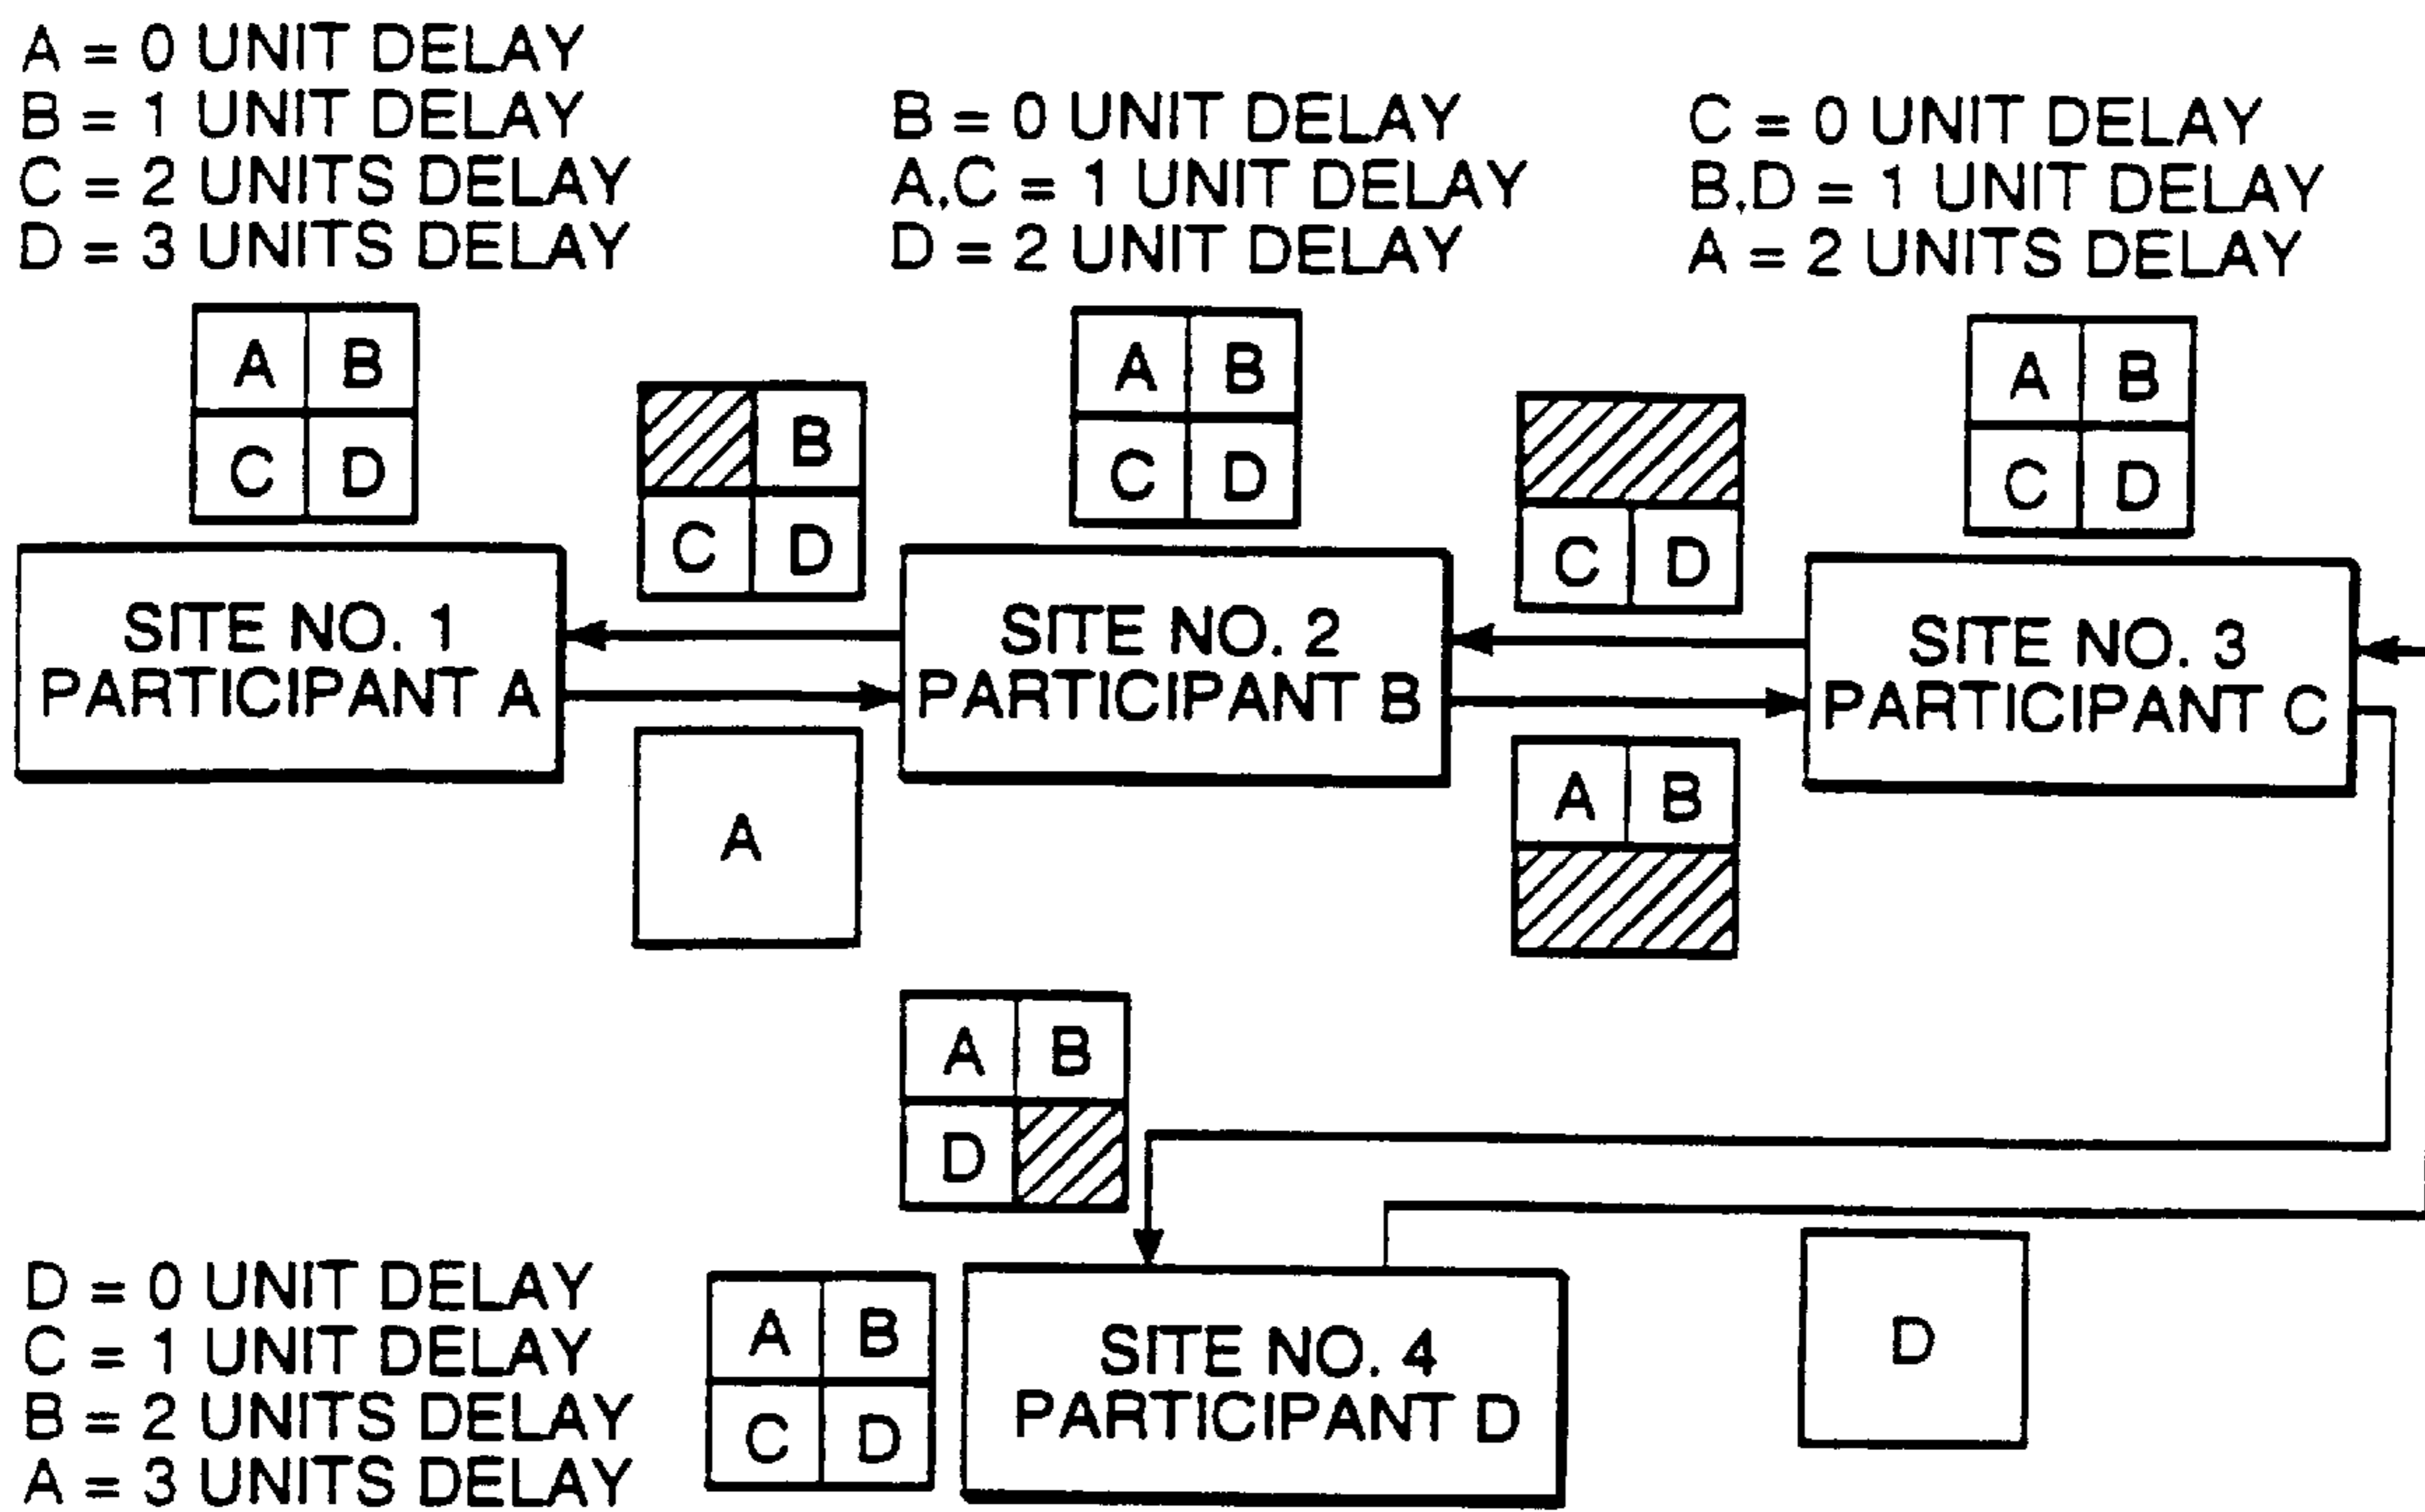 A = 0 UNIT DELAY
B = 1 UNIT DELAY
C = 2 UNITS DELAY
D = 3 UNITS DELAY
B = 0 UNIT DELAY
A,C = 1 UNIT DELAY
D = 2 UNIT DELAY
C = 0 UNIT DELAY
B,D = 1 UNIT DELAY
A = 2 UNITS DELAY
A B
C D
B
C D
A B
C D
C D
A B
C D
SITE NO. 1
PARTICIPANT A
SITE NO. 2
PARTICIPANT B
SITE NO. 3
PARTICIPANT C
A
A B
A B
D
D = 0 UNIT DELAY
C = 1 UNIT DELAY
B = 2 UNITS DELAY
A = 3 UNITS DELAY
A B
C D
SITE NO. 4
PARTICIPANT D
D